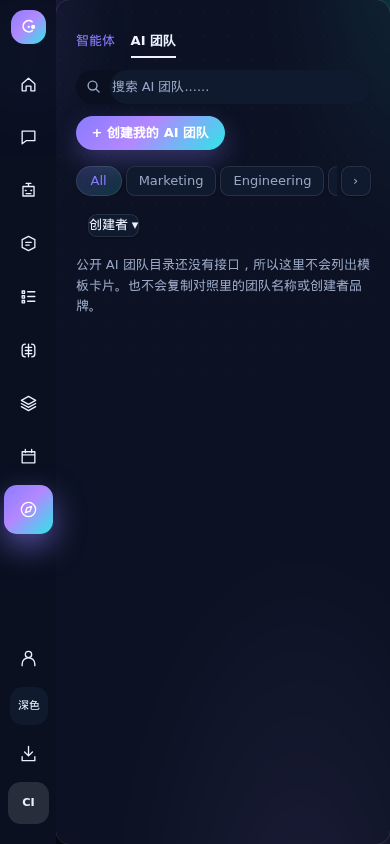 智能体 AI 团队
搜索 AI 团队……
+ 创建我的 AI 团队
All Marketing Engineering ›
创建者 ▾
公开 AI 团队目录还没有接口，所以这里不会列出模
板卡片。也不会复制对照里的团队名称或创建者品
牌。
深色
CI